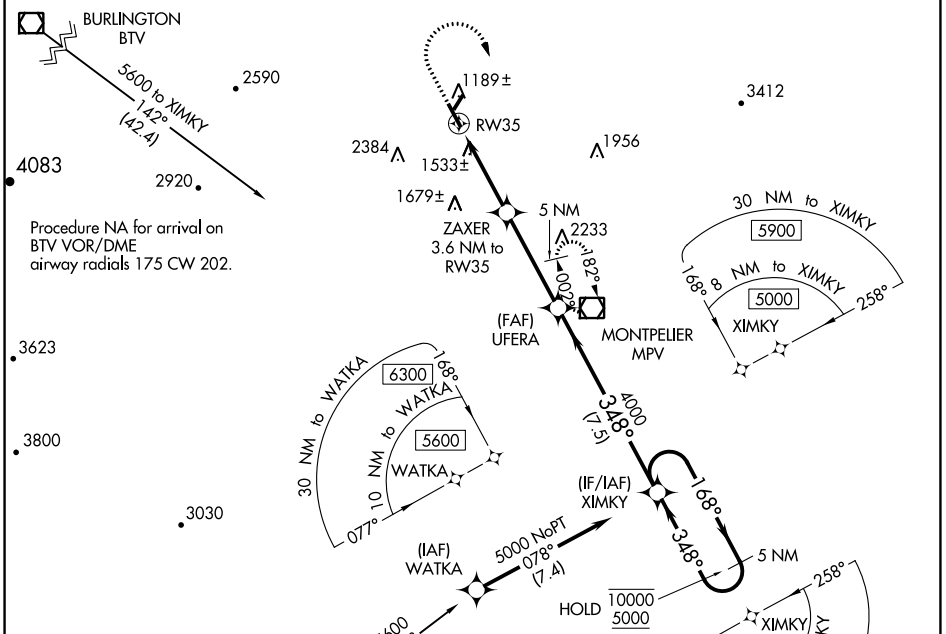 BURLINGTON
BTV
5600 to XIMKY
142°
(42.4)
2590
4083
2920
Procedure NA for arrival on
BTV VOR/DME
airway radials 175 CW 202.
1189±
RW35
3412
2384
1533±
1956
1679±
ZAXER
3.6 NM to
RW35
5 NM
2233
182°
002°
30 NM to XIMKY
5900
8 NM to XIMKY
5000
168°
258°
XIMKY
(FAF)
UFERA
MONTPELIER
MPV
3623
3800
3030
30 NM to WATKA
6300
168°
10 NM to WATKA
5600
WATKA
077°
4000
348°
(7.5)
(IF/IAF)
XIMKY
168°
348°
5 NM
(IAF)
WATKA
5000 NoPT
078°
(7.4)
HOLD
10000
5000
258°
XIMKY